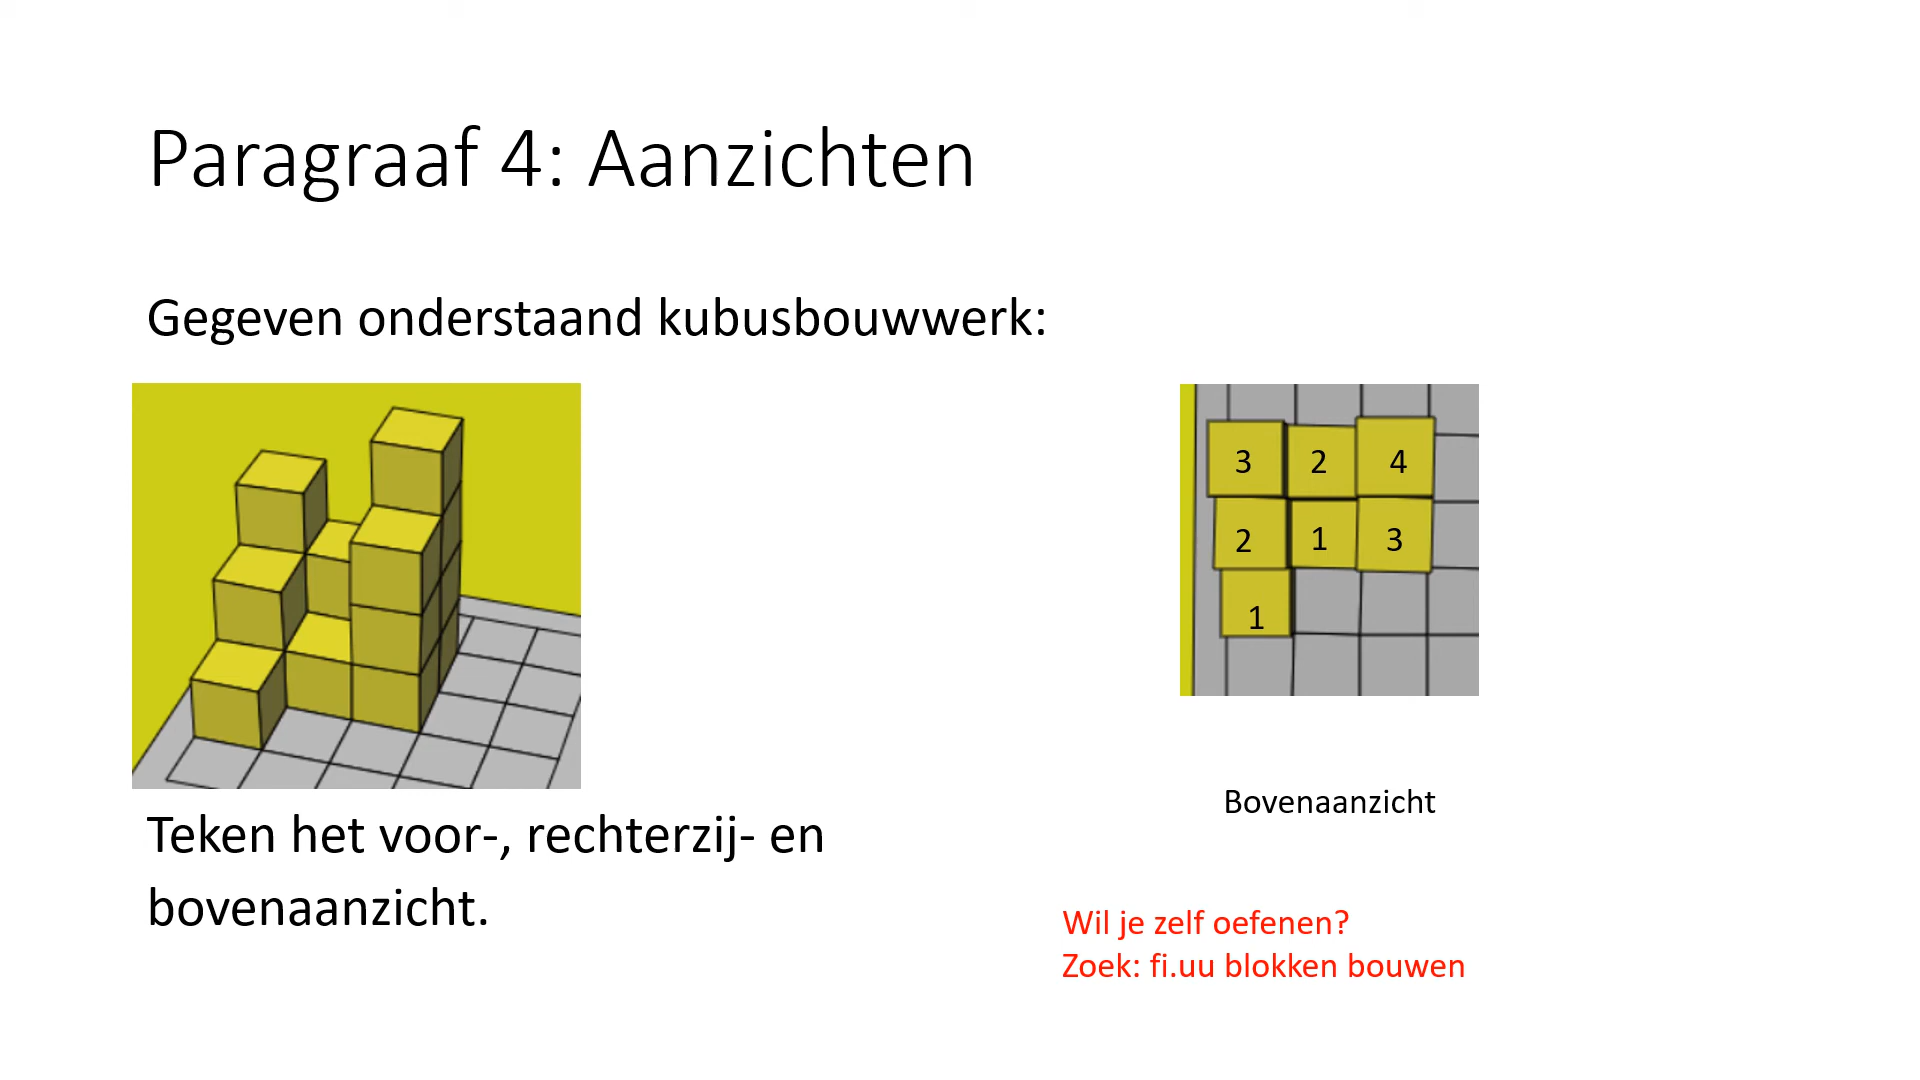 Paragraaf 4: Aanzichten
Gegeven onderstaand kubusbouwwerk:
3 2 4
2 1 3
1
Bovenaanzicht
Teken het voor-, rechterzij- en
bovenaanzicht.
Wil je zelf oefenen?
Zoek: fi.uu blokken bouwen